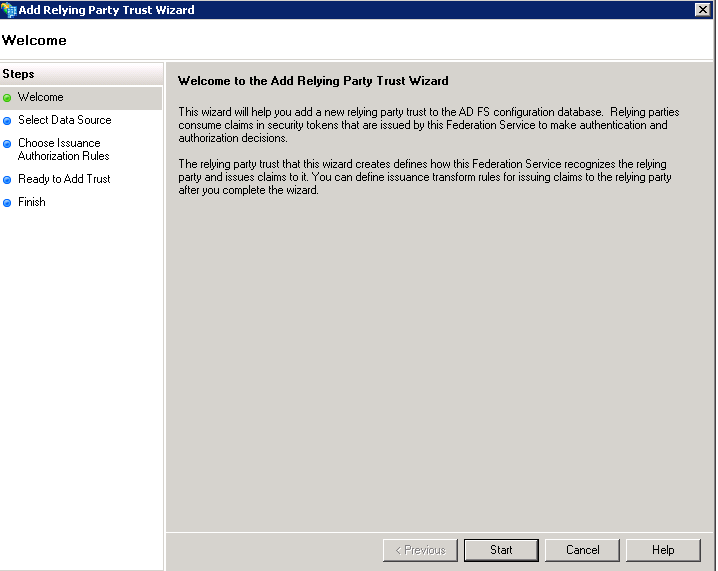 Add Relying Party Trust Wizard
Welcome
Steps
Welcome
Select Data Source
Choose Issuance
Authorization Rules
Ready to Add Trust
Finish
Welcome to the Add Relying Party Trust Wizard
This wizard will help you add a new relying party trust to the AD FS configuration database.  Relying parties
consume claims in security tokens that are issued by this Federation Service to make authentication and
authorization decisions.
The relying party trust that this wizard creates defines how this Federation Service recognizes the relying
party and issues claims to it. You can define issuance transform rules for issuing claims to the relying party
after you complete the wizard.
< Previous
Start
Cancel
Help